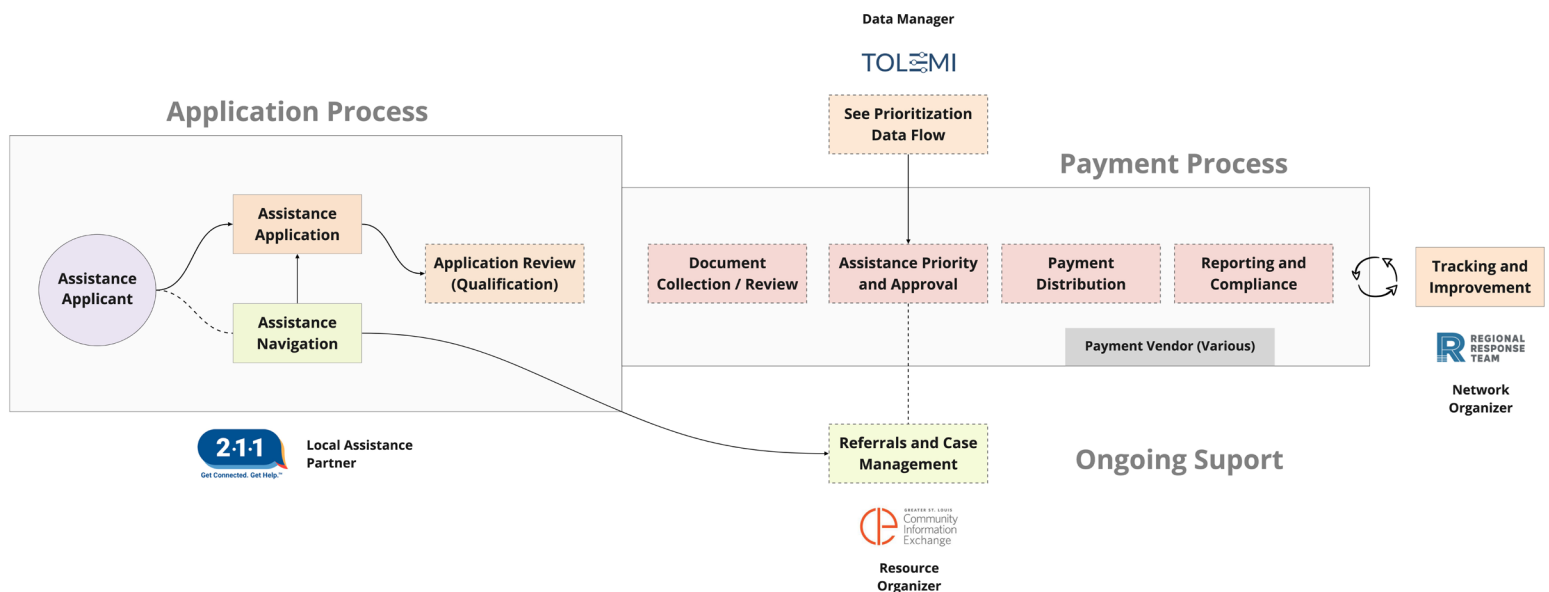 Data Manager
TOLEMI
Application Process
See Prioritization
Data Flow
Payment Process
Assistance
Application
Assistance
Applicant
Application Review
(Qualification)
Assistance
Navigation
Document
Collection / Review
Assistance Priority
and Approval
Payment
Distribution
Reporting and
Compliance
Tracking and
Improvement
Payment Vendor (Various)
REGIONAL
RESPONSE
TEAM
Network
Organizer
2·1·1
Get Connected. Get Help.™
Local Assistance
Partner
Referrals and Case
Management
Ongoing Suport
GREATER ST. LOUIS
Community
Information
Exchange
Resource
Organizer